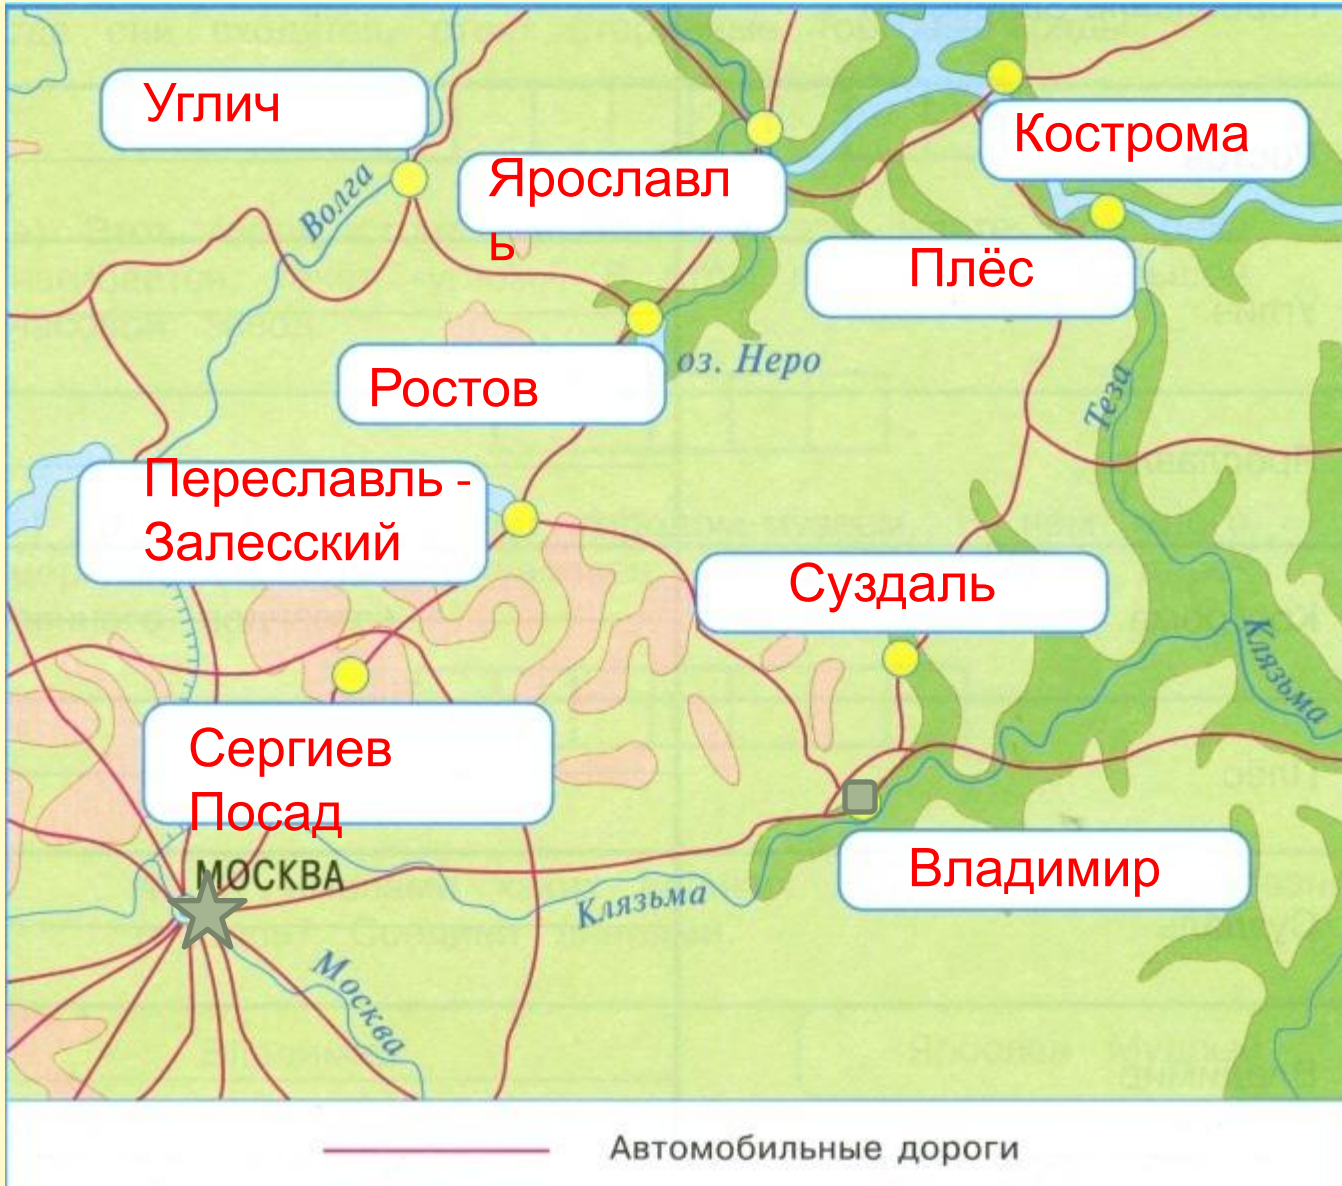 Углич
Кострома
Ярославл
ь
Волга
Плёс
оз. Неро
Ростов
Теза
Переславль -
Залесский
Суздаль
Клязьма
Сергиев
Посад
МОСКВА
Владимир
Клязьма
Москва
Автомобильные дороги